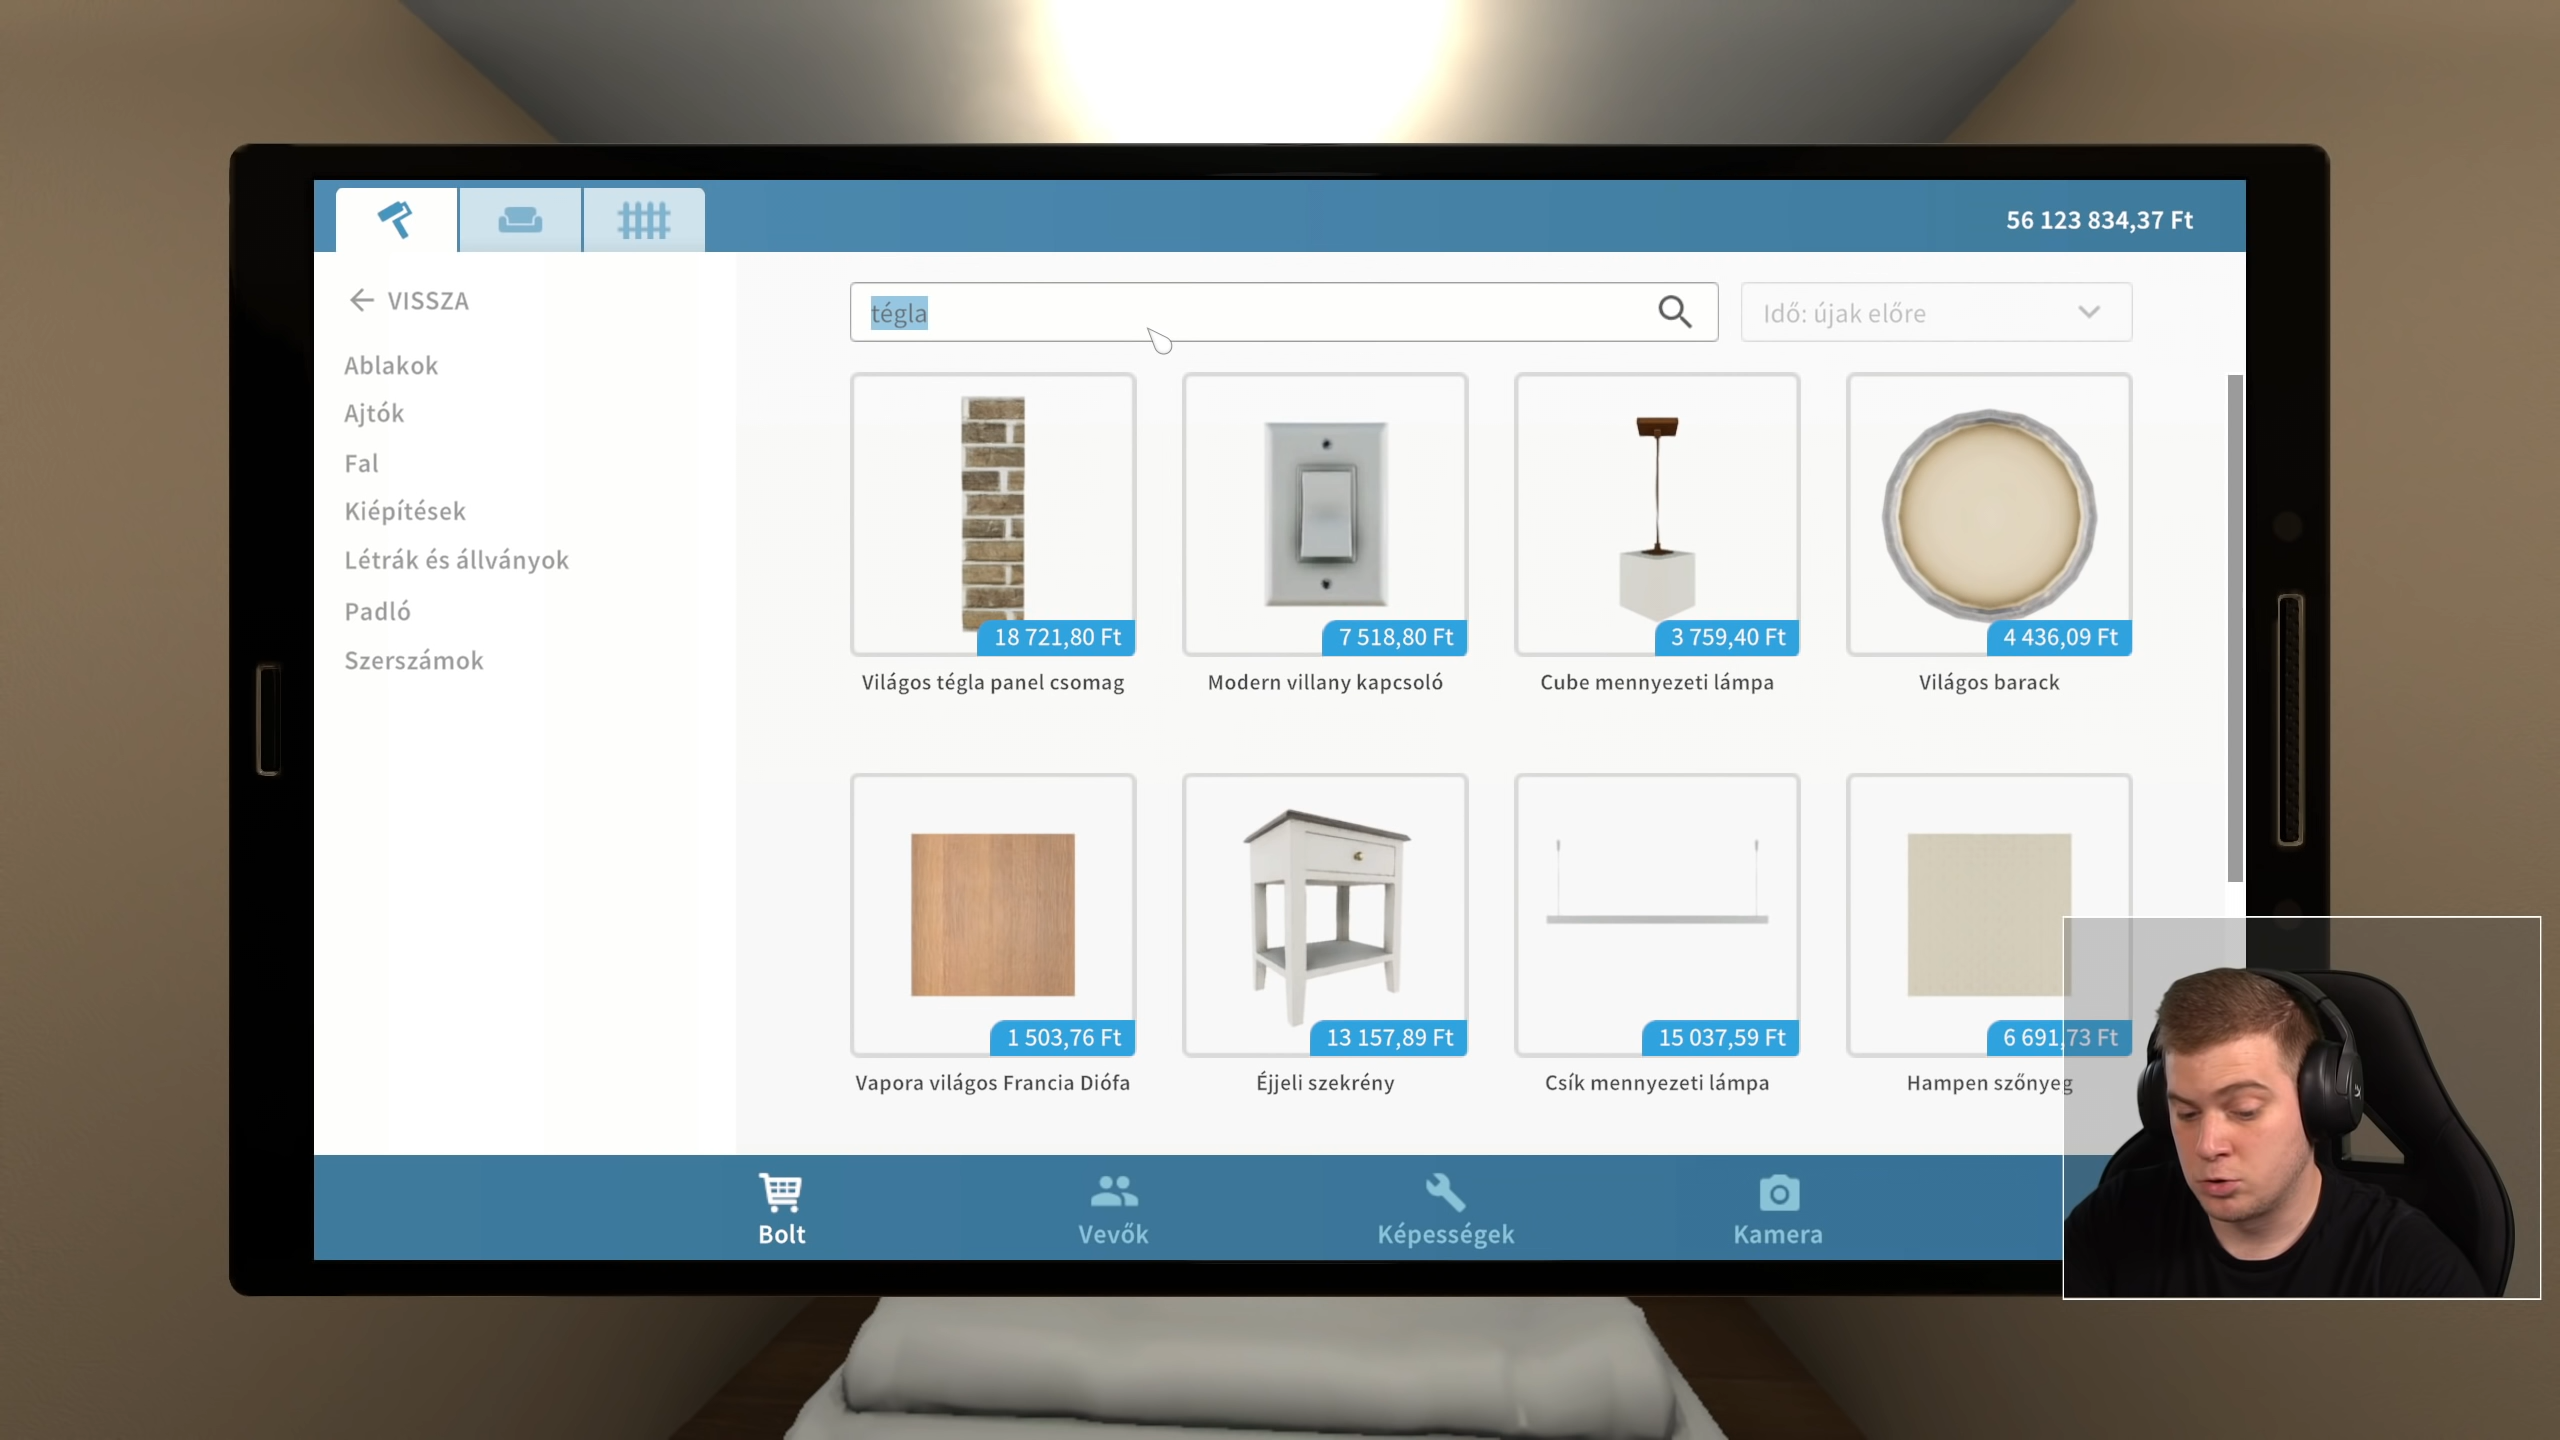 56 123 834,37 Ft
VISSZA
tégla
Idő: újak előre
Ablakok
Ajtók
Fal
Kiépítések
Létrák és állványok
Padló
Szerszámok
18 721,80 Ft
7 518,80 Ft
3 759,40 Ft
4 436,09 Ft
Világos tégla panel csomag
Modern villany kapcsoló
Cube mennyezeti lámpa
Világos barack
1 503,76 Ft
13 157,89 Ft
15 037,59 Ft
6 691,73 Ft
Vapora világos Francia Diófa
Éjjeli szekrény
Csík mennyezeti lámpa
Hampen szőnyeg
Bolt
Vevők
Képességek
Kamera